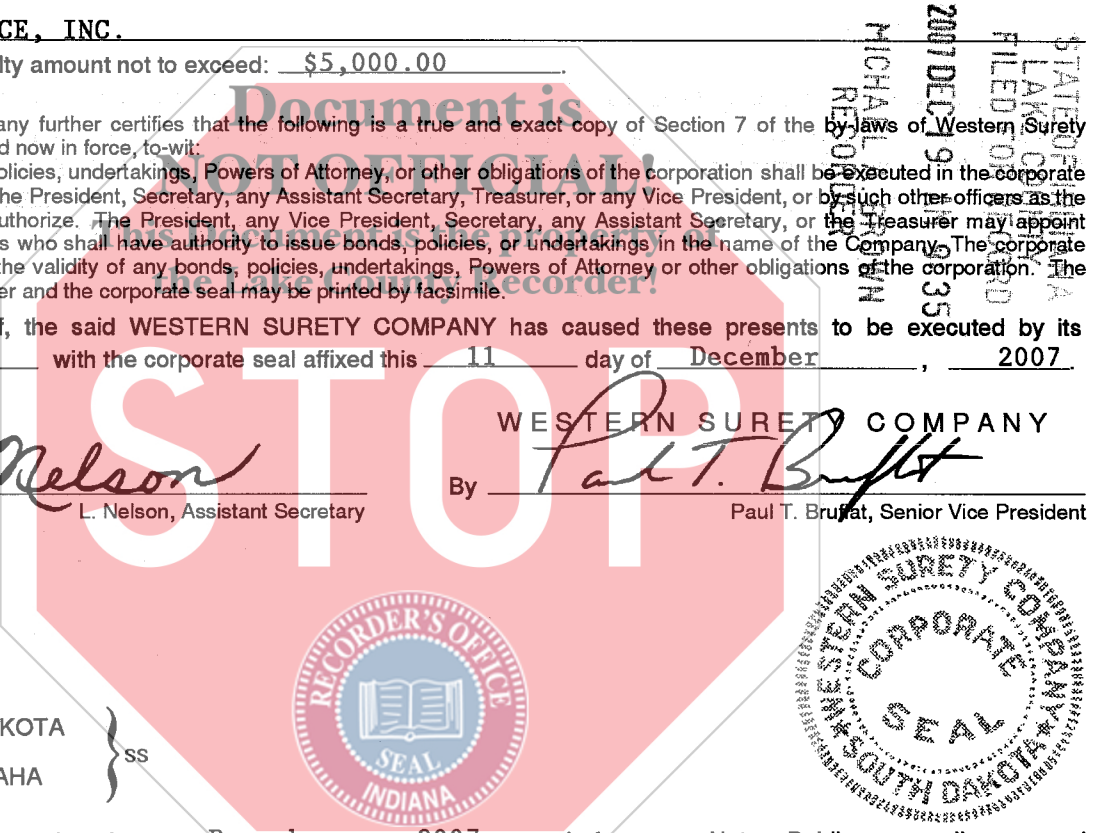 CE, INC.
lty amount not to exceed: $5,000.00.
Document is
NOT OFFICIAL!
This Document is the property of
the Lake County Recorder!
any further certifies that the following is a true and exact copy of Section 7 of the by-laws of Western Surety
d now in force, to-wit:
olicies, undertakings, Powers of Attorney, or other obligations of the corporation shall be executed in the corporate
he President, Secretary, any Assistant Secretary, Treasurer, or any Vice President, or by such other officers as the
uthorize. The President, any Vice President, Secretary, any Assistant Secretary, or the Treasurer may appoint
s who shall have authority to issue bonds, policies, or undertakings in the name of the Company. The corporate
the validity of any bonds, policies, undertakings, Powers of Attorney or other obligations of the corporation. The
er and the corporate seal may be printed by facsimile.
STATE OF INDIANA
LAKE COUNTY
FILED FOR RECORD
2007 DEC 19 AM 9:35
MICHAEL A. BROWN
RECORDER
f, the said WESTERN SURETY COMPANY has caused these presents to be executed by its
with the corporate seal affixed this 11 day of December, 2007.
STOP
WESTERN SURETY COMPANY
Nelson
By Paul T. Bruflat
L. Nelson, Assistant Secretary
Paul T. Bruflat, Senior Vice President
WESTERN SURETY COMPANY
CORPORATE
SEAL
SOUTH DAKOTA
RECORDER'S OFFICE
SEAL
INDIANA
KOTA
ss
AHA
2007